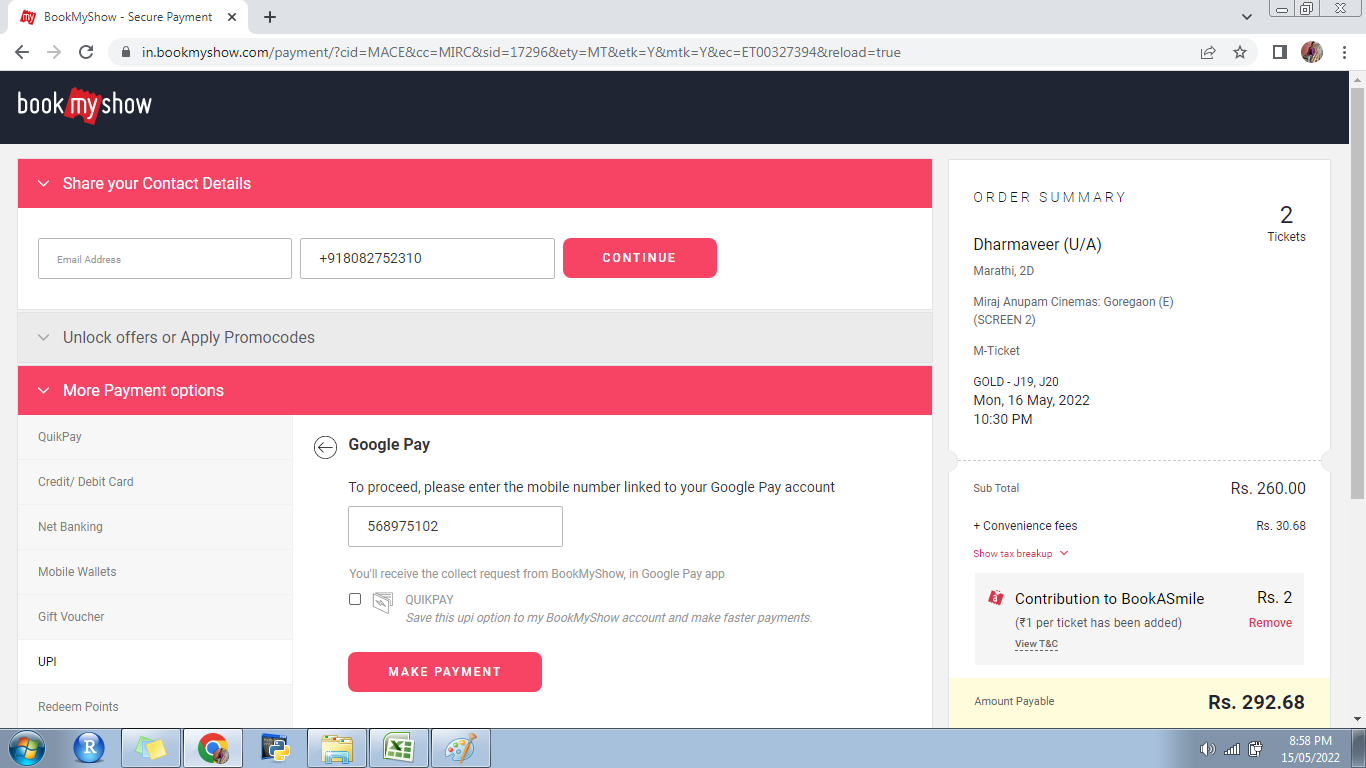 BookMyShow - Secure Payment
in.bookmyshow.com/payment/?cid=MACE&cc=MIRC&sid=17296&ety=MT&etk=Y&mtk=Y&ec=ET00327394&reload=true
book my show
Share your Contact Details
Email Address
+918082752310
CONTINUE
Unlock offers or Apply Promocodes
More Payment options
QuikPay
Credit/ Debit Card
Net Banking
Mobile Wallets
Gift Voucher
UPI
Redeem Points
Google Pay
To proceed, please enter the mobile number linked to your Google Pay account
568975102
You'll receive the collect request from BookMyShow, in Google Pay app
QUIKPAY
Save this upi option to my BookMyShow account and make faster payments.
MAKE PAYMENT
ORDER SUMMARY
2
Tickets
Dharmaveer (U/A)
Marathi, 2D
Miraj Anupam Cinemas: Goregaon (E)
(SCREEN 2)
M-Ticket
GOLD - J19, J20
Mon, 16 May, 2022
10:30 PM
Sub Total Rs. 260.00
+ Convenience fees Rs. 30.68
Show tax breakup
Contribution to BookASmile Rs. 2
(₹1 per ticket has been added) Remove
View T&C
Amount Payable Rs. 292.68
8:58 PM
15/05/2022